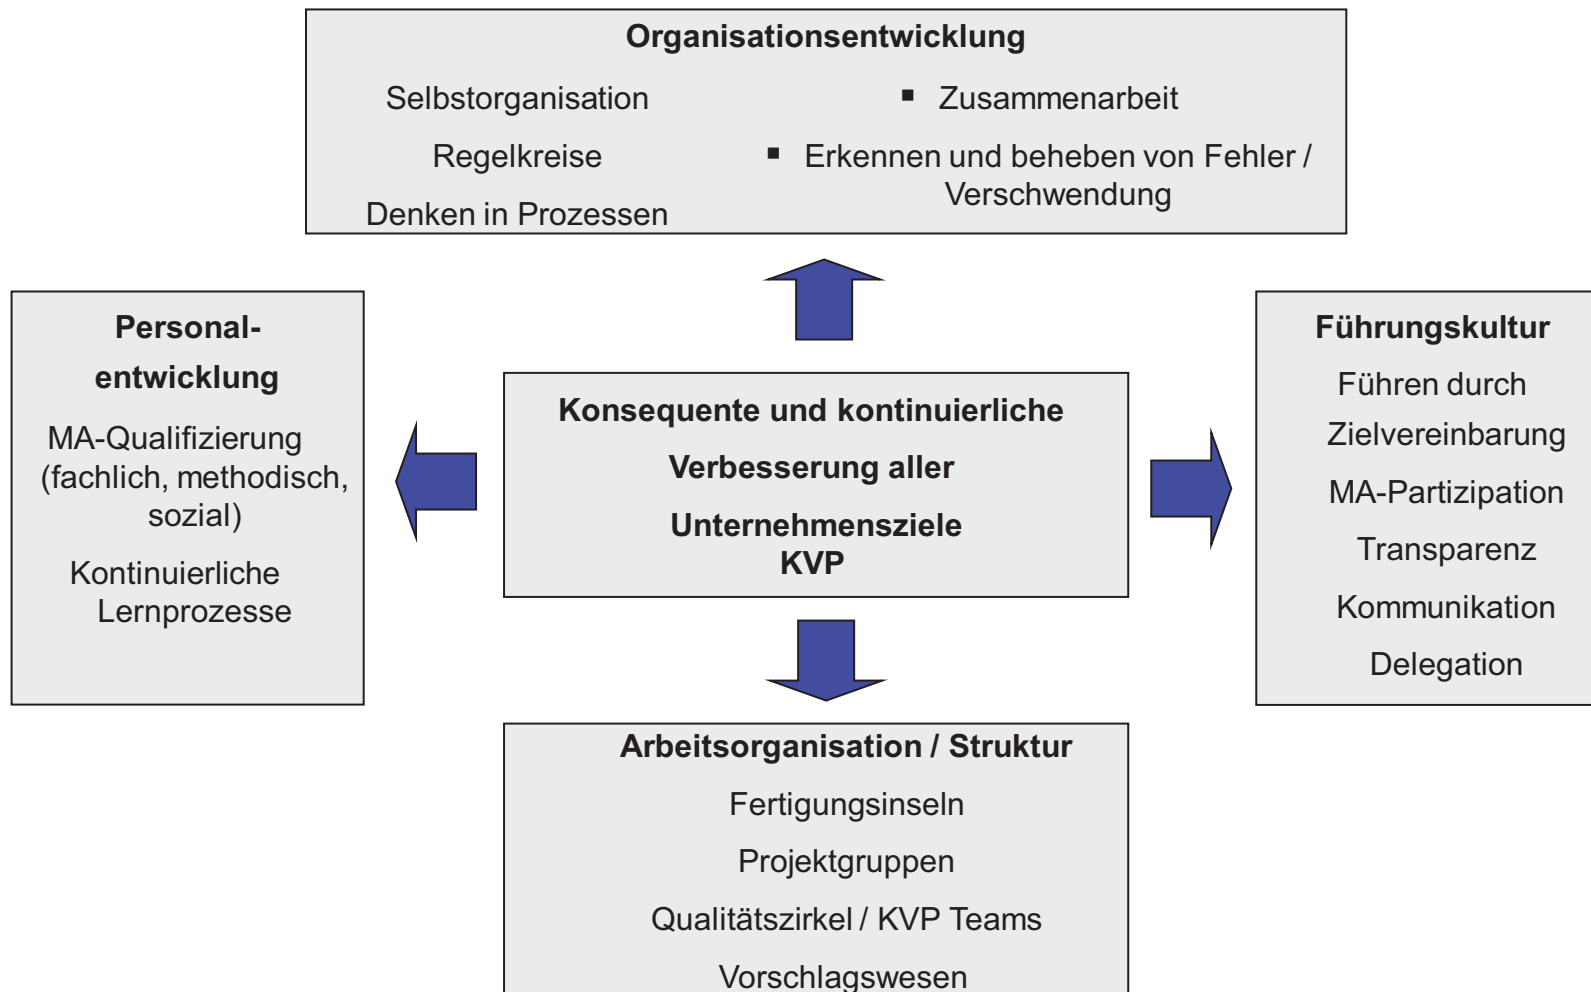 Organisationsentwicklung
Selbstorganisation
Regelkreise
Denken in Prozessen
▪ Zusammenarbeit
▪ Erkennen und beheben von Fehler /
Verschwendung
Personal-
entwicklung
MA-Qualifizierung
(fachlich, methodisch,
sozial)
Kontinuierliche
Lernprozesse
Konsequente und kontinuierliche
Verbesserung aller
Unternehmensziele
KVP
Führungskultur
Führen durch
Zielvereinbarung
MA-Partizipation
Transparenz
Kommunikation
Delegation
Arbeitsorganisation / Struktur
Fertigungsinseln
Projektgruppen
Qualitätszirkel / KVP Teams
Vorschlagswesen